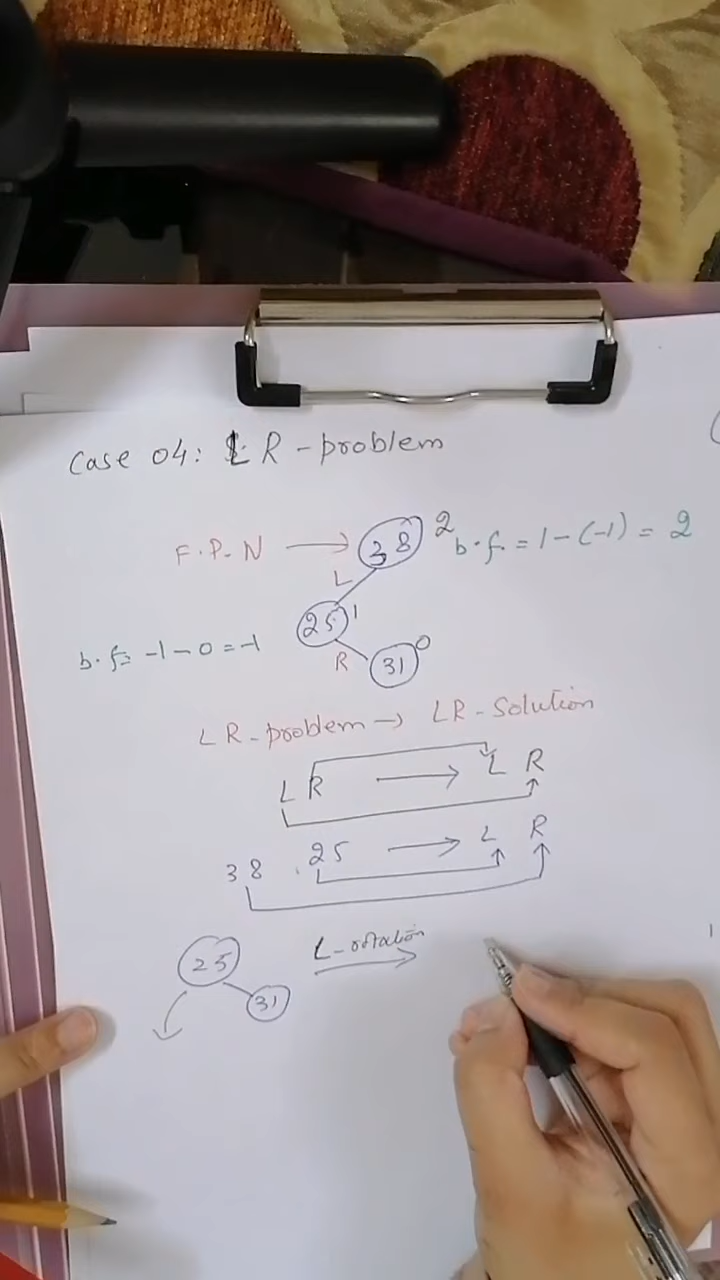 Case 04: LR-problem
F.P.N → 38 2 b.f. = 1-(-1) = 2
L
b.f= -1-0=-1 25 1
R 31 0
LR-problem → LR-Solution
LR → L R
38 25 → L R
25 L-rotation
31